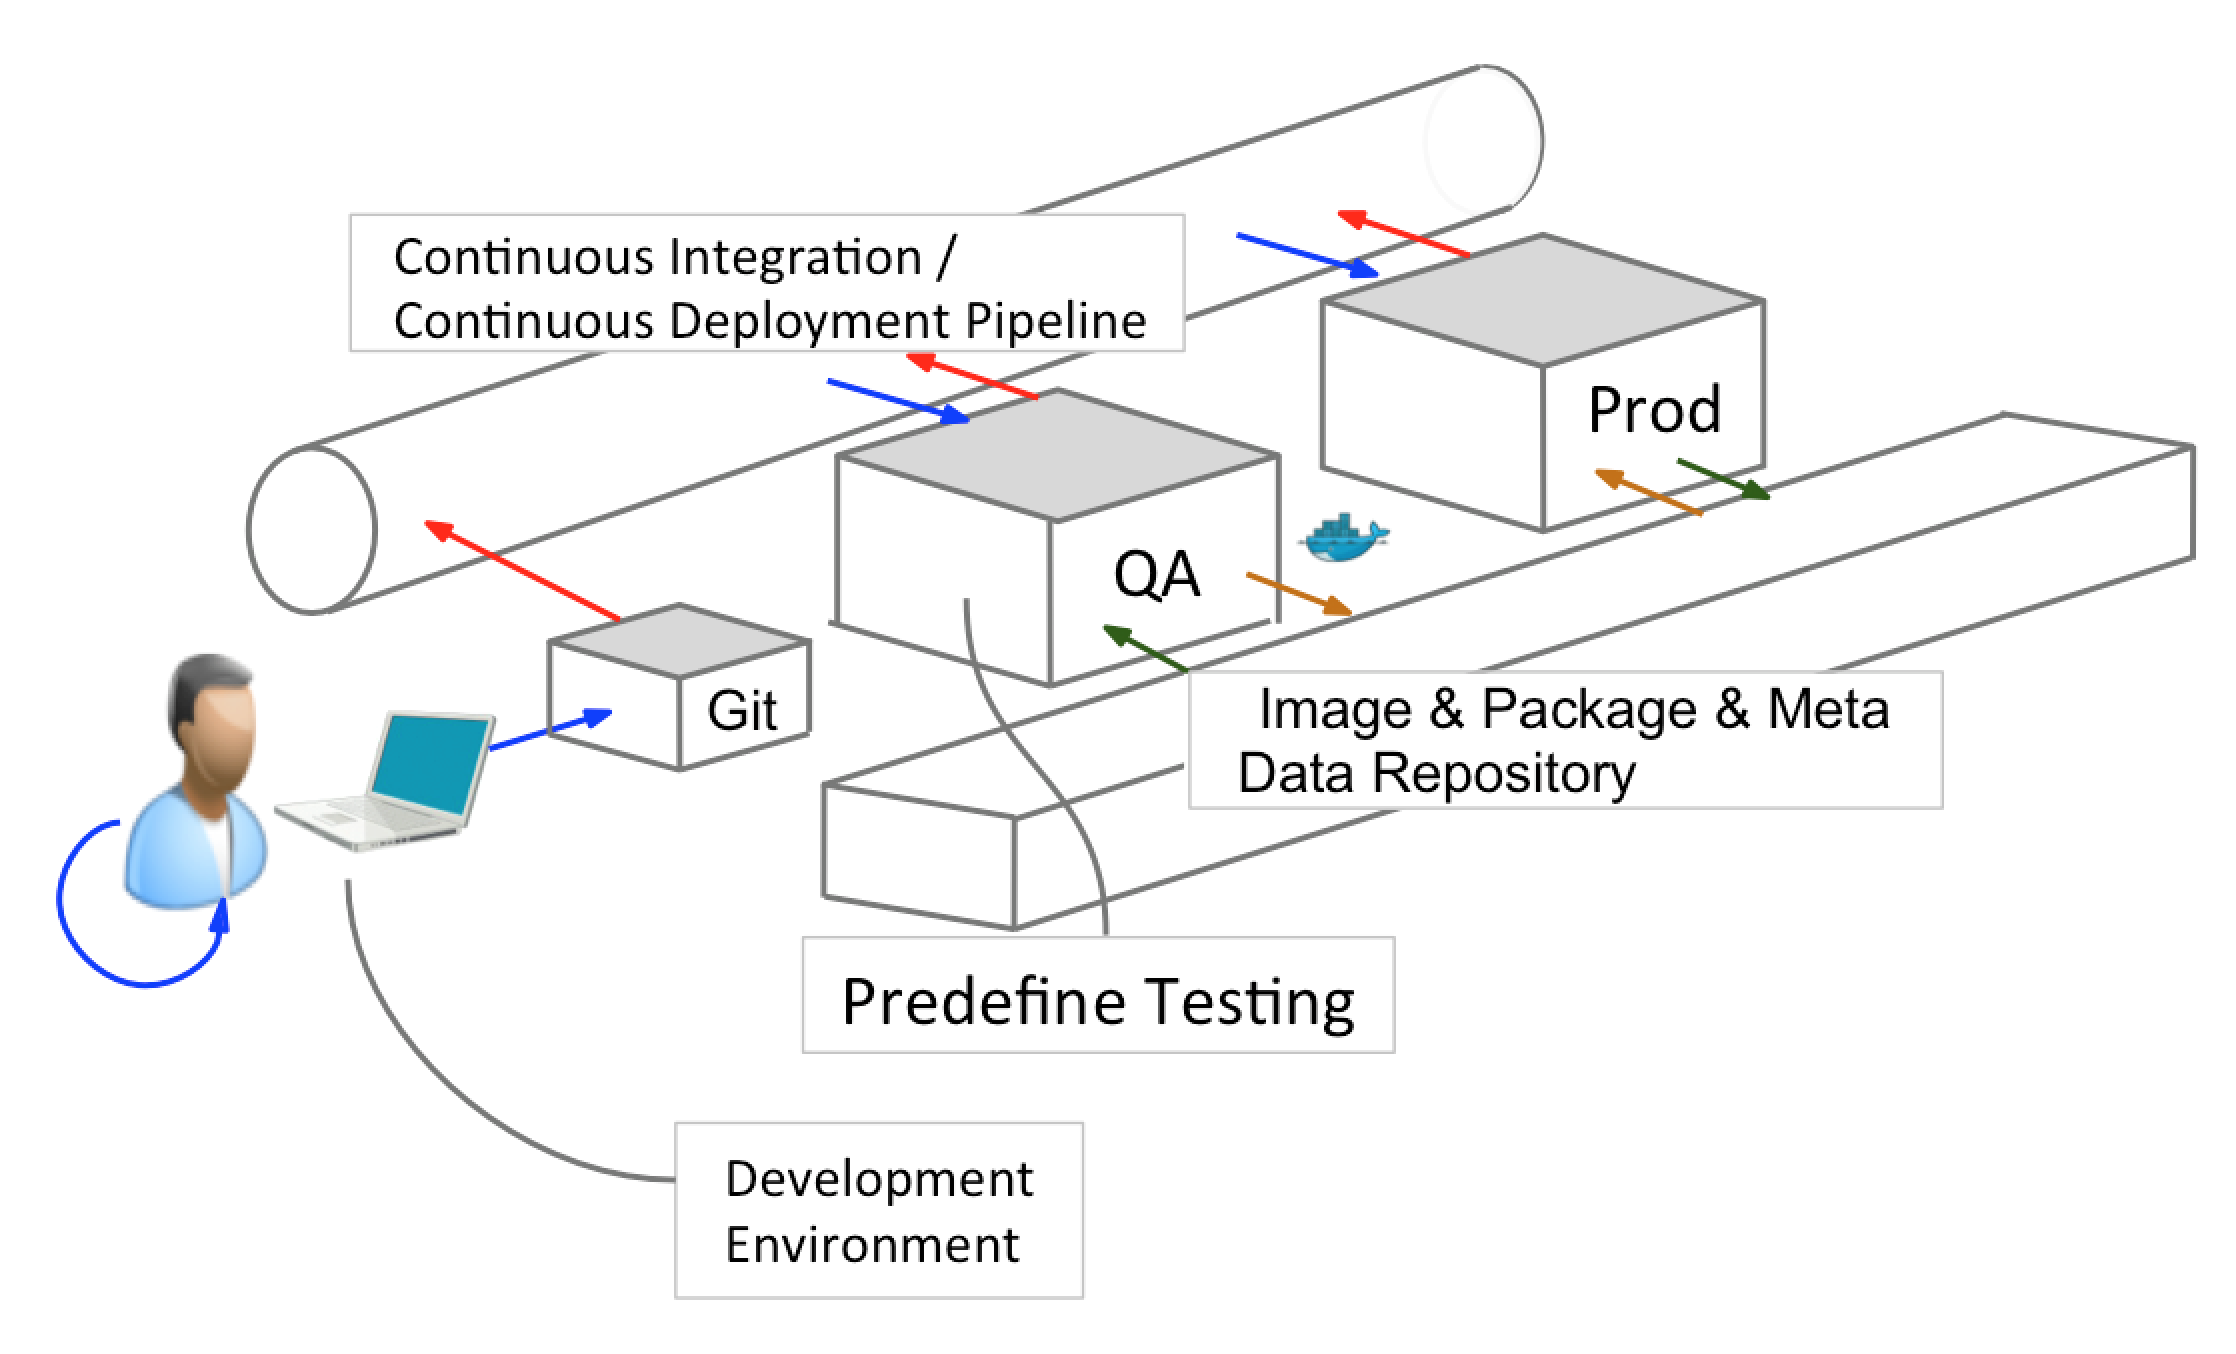 Continuous Integration /
Continuous Deployment Pipeline
Prod
QA
Git
Image & Package & Meta
Data Repository
Predefine Testing
Development
Environment